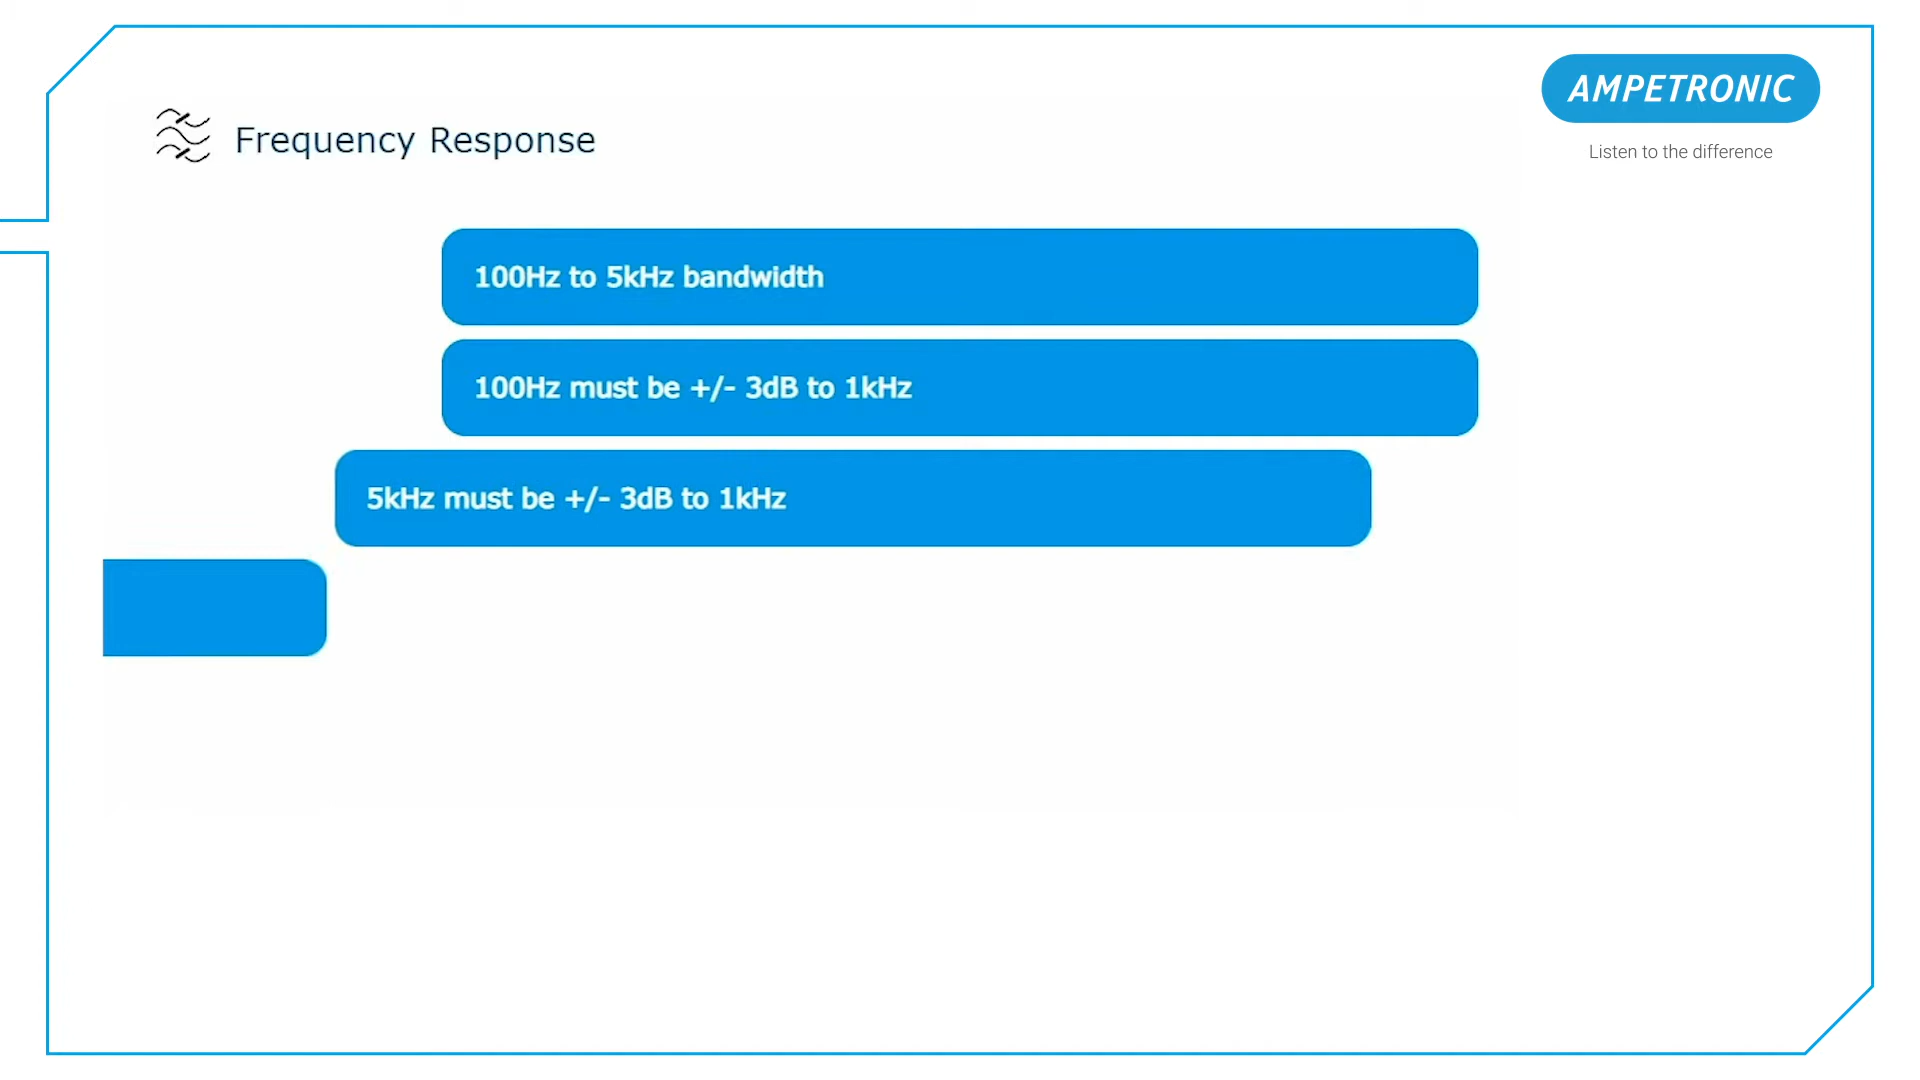 AMPETRONIC
Listen to the difference
Frequency Response
100Hz to 5kHz bandwidth
100Hz must be +/- 3dB to 1kHz
5kHz must be +/- 3dB to 1kHz